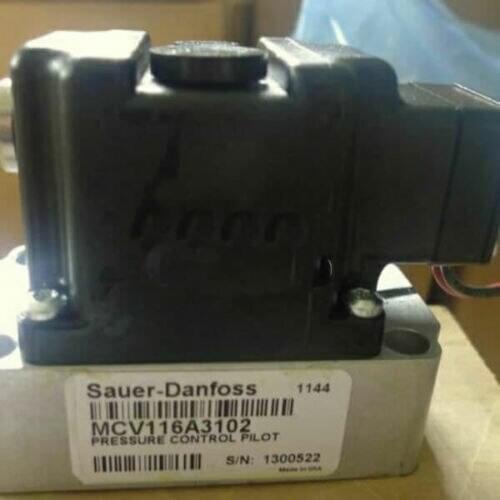 Sauer-Danfoss 1144
MCV116A3102
PRESSURE CONTROL PILOT
S/N: 1300522
Made in USA